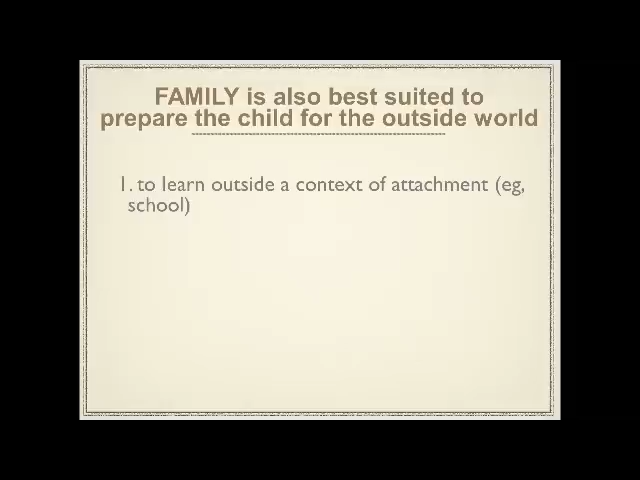 FAMILY is also best suited to
prepare the child for the outside world
1. to learn outside a context of attachment (eg,
school)